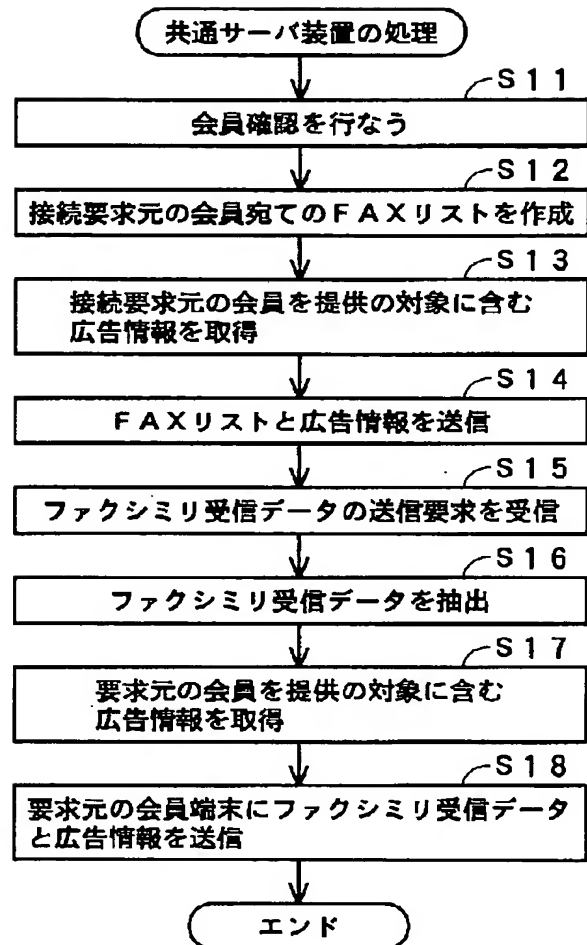 共通サーバ装置の処理
S11
会員確認を行なう
S12
接続要求元の会員宛てのFAXリストを作成
S13
接続要求元の会員を提供の対象に含む
広告情報を取得
S14
FAXリストと広告情報を送信
S15
ファクシミリ受信データの送信要求を受信
S16
ファクシミリ受信データを抽出
S17
要求元の会員を提供の対象に含む
広告情報を取得
S18
要求元の会員端末にファクシミリ受信データ
と広告情報を送信
エンド